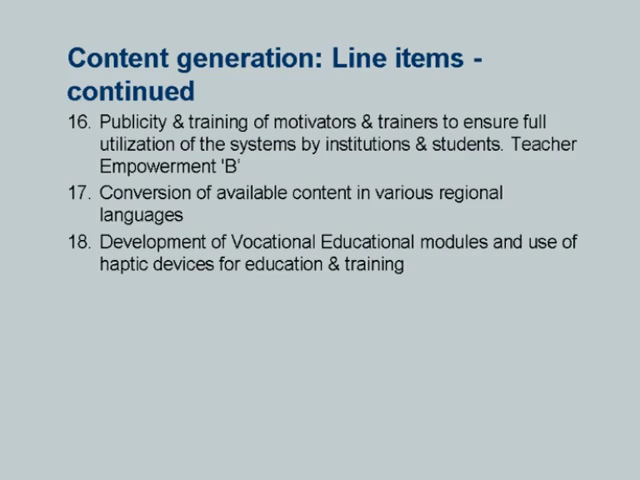 Content generation: Line items -
continued
16. Publicity & training of motivators & trainers to ensure full
utilization of the systems by institutions & students. Teacher
Empowerment 'B'
17. Conversion of available content in various regional
languages
18. Development of Vocational Educational modules and use of
haptic devices for education & training